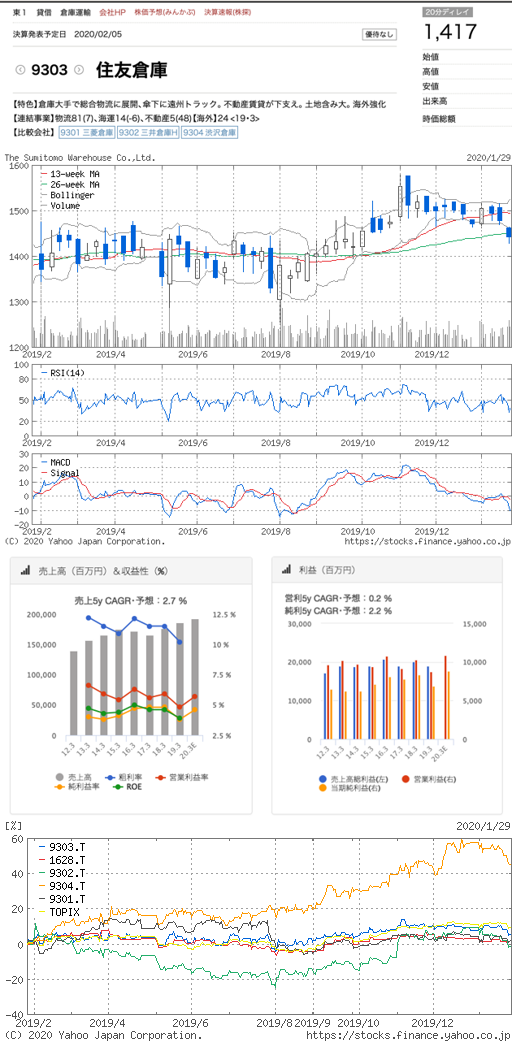 東1 貸借 倉庫運輸 会社HP 株価予想(みんかぶ) 決算速報(株探)
20分ディレイ
1,417
決算発表予定日 2020/02/05
優待なし
9303 住友倉庫
始値
高値
安値
出来高
時価総額
【特色】倉庫大手で総合物流に展開、傘下に遠州トラック。不動産賃貸が下支え。土地含み大。海外強化
【連結事業】物流81(7)、海運14(-6)、不動産5(48)【海外】24 <19・3>
【比較会社】 9301 三菱倉庫 9302 三井倉庫H 9304 渋沢倉庫
The Sumitomo Warehouse Co.,Ltd. 2020/1/29
13-week MA
26-week MA
Bollinger
Volume
1600
1500
1400
1300
1200
2019/2 2019/4 2019/6 2019/8 2019/10 2019/12
RSI(14)
100
80
50
20
0
2019/2 2019/4 2019/6 2019/8 2019/10 2019/12
MACD
Signal
30
20
10
0
-10
-20
2019/2 2019/4 2019/6 2019/8 2019/10 2019/12
(C) 2020 Yahoo Japan Corporation. https://stocks.finance.yahoo.co.jp
売上高（百万円）＆収益性（%）
売上5y CAGR・予想：2.7 %
200,000
150,000
100,000
50,000
0
12.5 %
10 %
7.5 %
5 %
2.5 %
12.3 13.3 14.3 15.3 16.3 17.3 18.3 19.3 20.3E
売上高 粗利率 営業利益率
純利益率 ROE
利益（百万円）
営利5y CAGR・予想：0.2 %
純利5y CAGR・予想：2.2 %
30,000
20,000
10,000
0
15,000
10,000
5,000
0
12.3 13.3 14.3 15.3 16.3 17.3 18.3 19.3 20.3E
売上高総利益(左) 営業利益(右)
当期純利益(右)
[%] 2020/1/29
9303.T
1628.T
9302.T
9304.T
9301.T
TOPIX
60
40
20
0
-20
-40
2019/2 2019/4 2019/6 2019/8 2019/9 2019/10 2019/12
(C) 2020 Yahoo Japan Corporation. https://stocks.finance.yahoo.co.jp